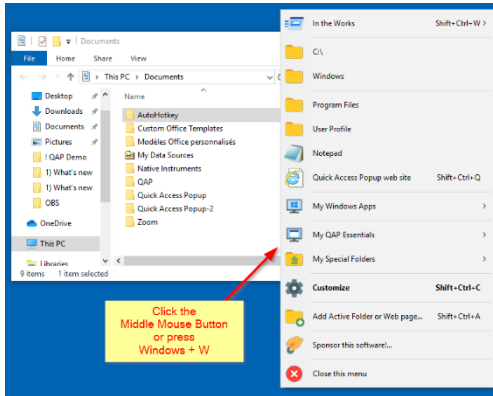 Documents
File Home Share View
This PC > Documents
Name
Desktop
Downloads
Documents
Pictures
! QAP Demo
1) What's new
1) What's new
OBS
OneDrive
This PC
Libraries
AutoHotkey
Custom Office Templates
Modèles Office personnalisés
My Data Sources
Native Instruments
QAP
Quick Access Popup
Quick Access Popup-2
Zoom
9 items 1 item selected
Click the
Middle Mouse Button
or press
Windows + W
In the Works Shift+Ctrl+W >
C:\
Windows
Program Files
User Profile
Notepad
Quick Access Popup web site Shift+Ctrl+Q
My Windows Apps >
My QAP Essentials >
My Special Folders >
Customize Shift+Ctrl+C
Add Active Folder or Web page... Shift+Ctrl+A
Sponsor this software!...
Close this menu